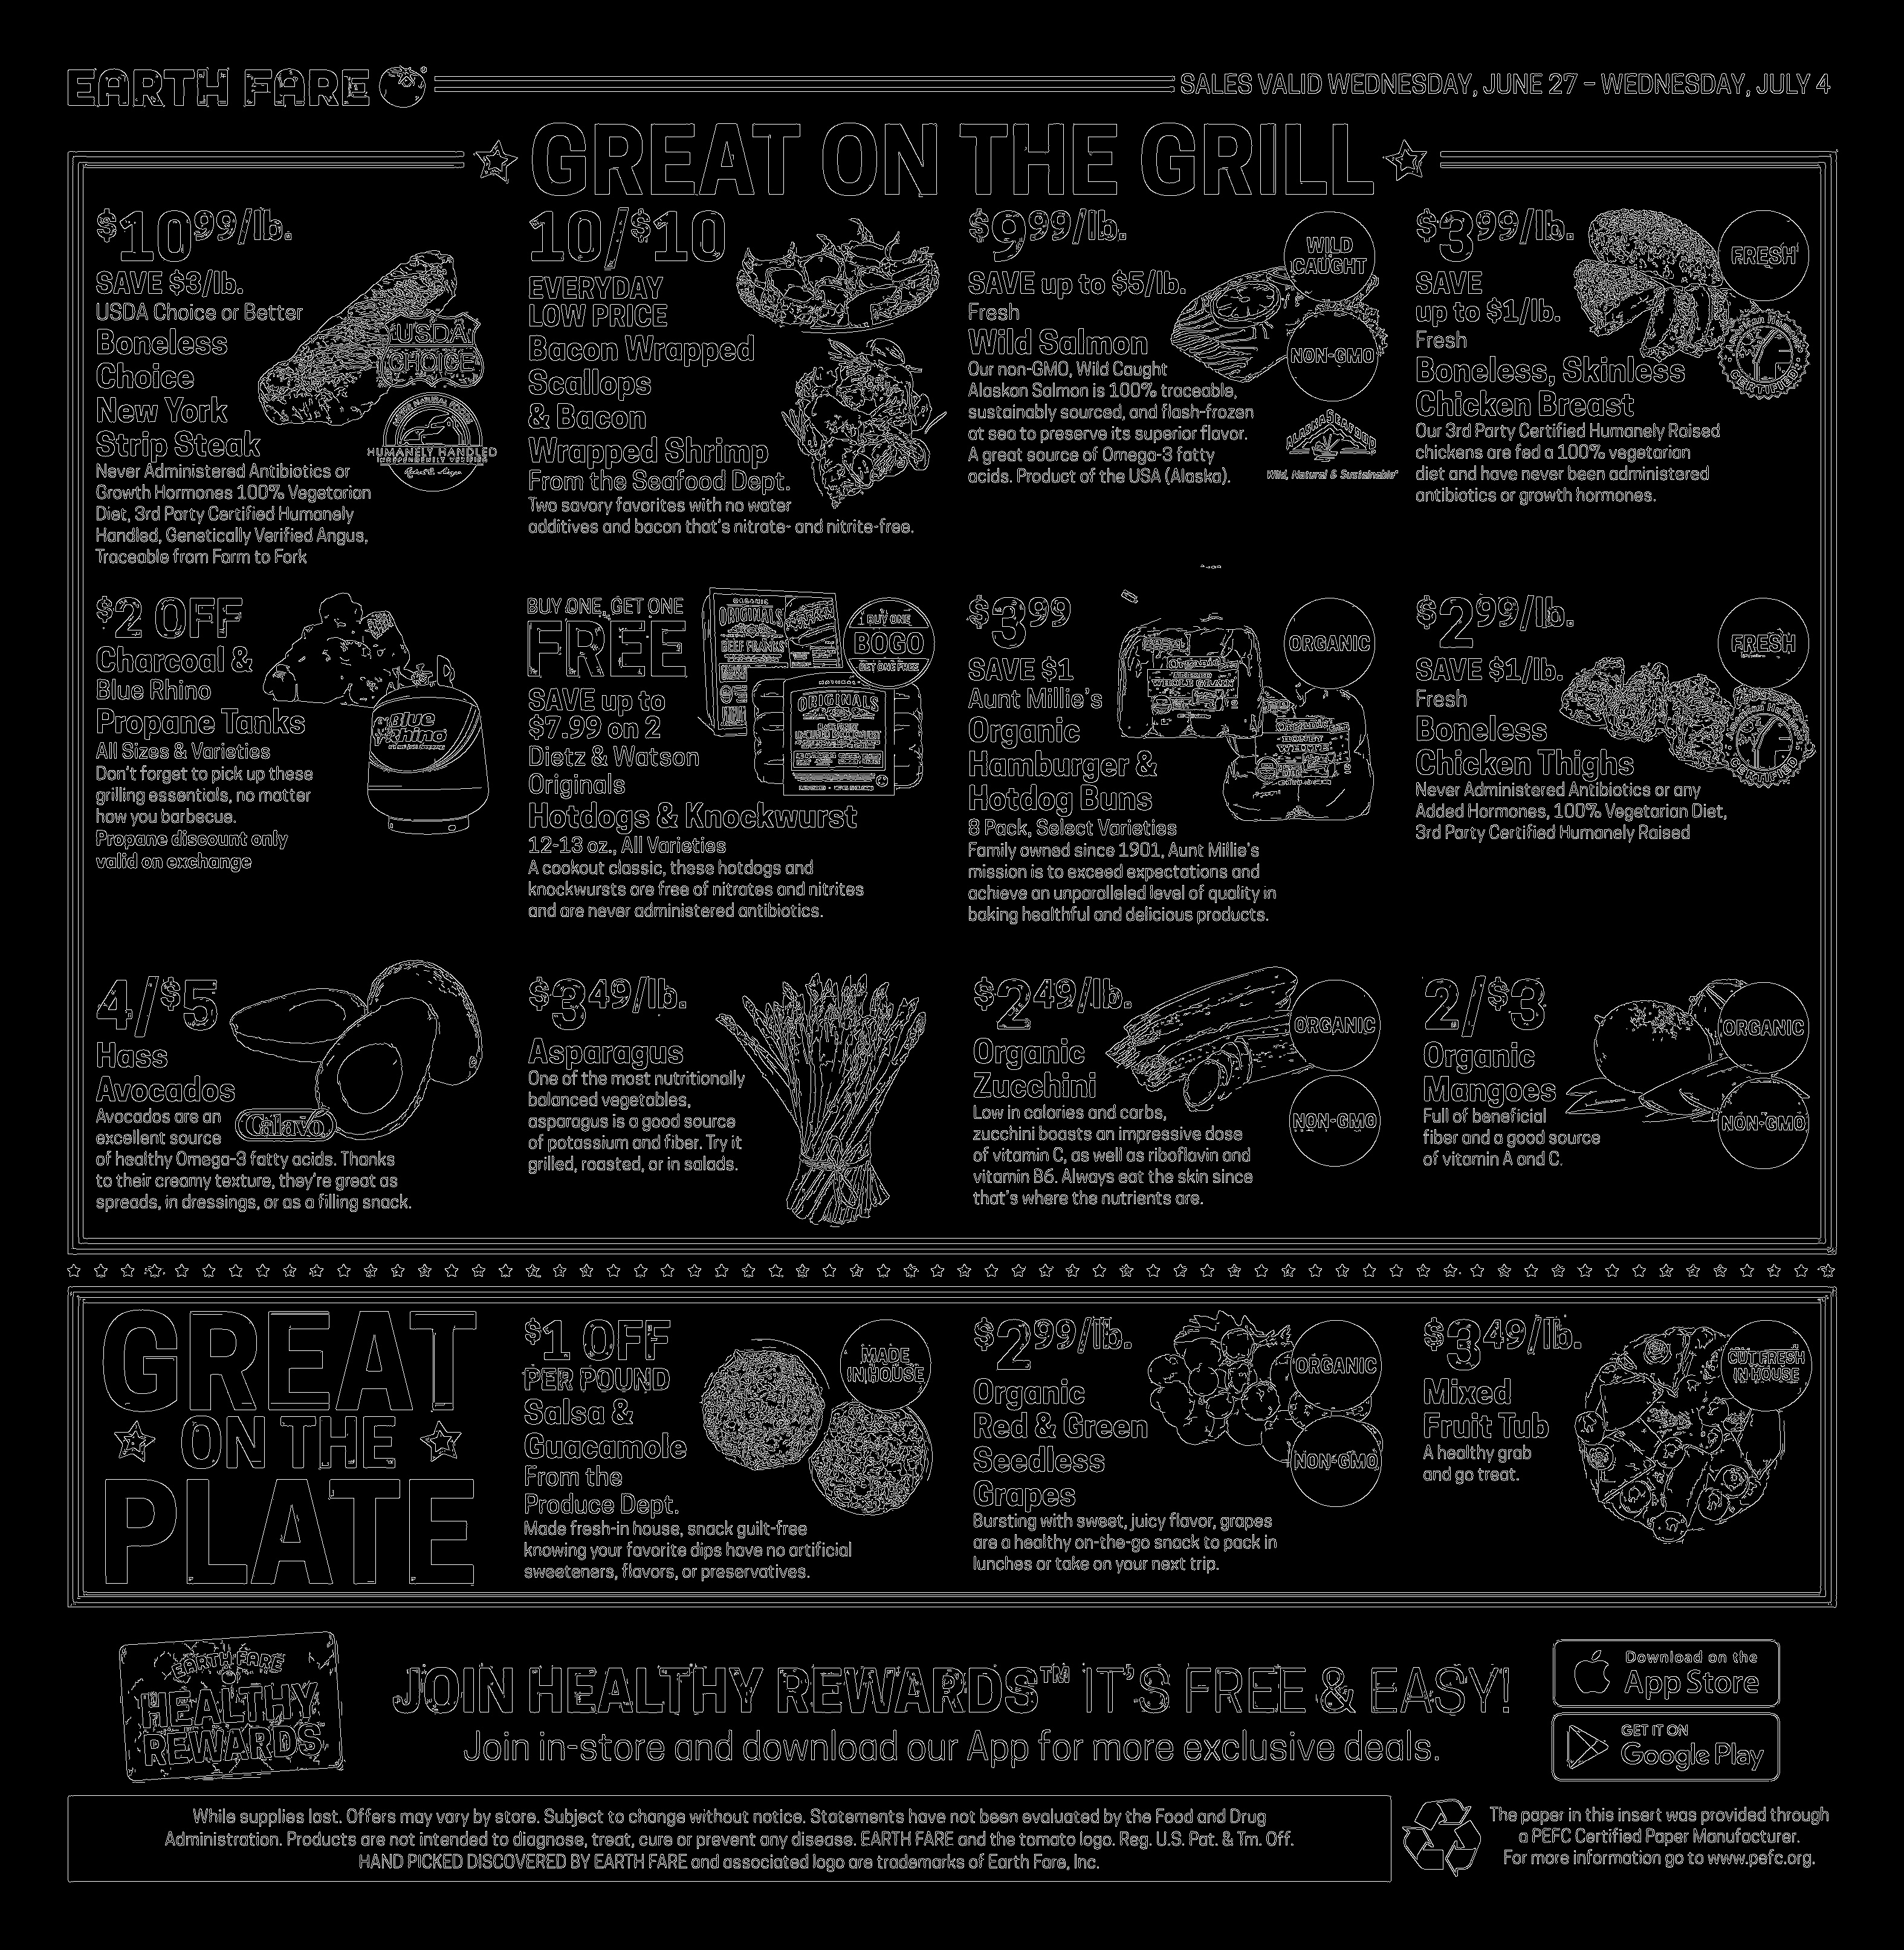 EARTH FARE
SALES VALID WEDNESDAY, JUNE 27 – WEDNESDAY, JULY 4
GREAT ON THE GRILL
$10 99/lb.
SAVE $3/lb.
USDA Choice or Better
Boneless
Choice
New York
Strip Steak
Never Administered Antibiotics or
Growth Hormones 100% Vegetarian
Diet, 3rd Party Certified Humanely
Handled, Genetically Verified Angus,
Traceable from Farm to Fork
USDA
CHOICE
HUMANELY HANDLED
INDEPENDENTLY VERIFIED
10/$10
EVERYDAY
LOW PRICE
Bacon Wrapped
Scallops
& Bacon
Wrapped Shrimp
From the Seafood Dept.
Two savory favorites with no water
additives and bacon that's nitrate- and nitrite-free.
$9 99/lb.
SAVE up to $5/lb.
Fresh
Wild Salmon
Our non-GMO, Wild Caught
Alaskan Salmon is 100% traceable,
sustainably sourced, and flash-frozen
at sea to preserve its superior flavor.
A great source of Omega-3 fatty
acids. Product of the USA (Alaska).
WILD
CAUGHT
NON-GMO
ALASKA SEAFOOD
Wild, Natural & Sustainable®
$3 99/lb.
SAVE
up to $1/lb.
Fresh
Boneless, Skinless
Chicken Breast
Our 3rd Party Certified Humanely Raised
chickens are fed a 100% vegetarian
diet and have never been administered
antibiotics or growth hormones.
FRESH
CERTIFIED
$2 OFF
Charcoal &
Blue Rhino
Propane Tanks
All Sizes & Varieties
Don't forget to pick up these
grilling essentials, no matter
how you barbecue.
Propane discount only
valid on exchange
Blue
Rhino
BUY ONE, GET ONE
FREE
SAVE up to
$7.99 on 2
Dietz & Watson
Originals
Hotdogs & Knockwurst
12-13 oz., All Varieties
A cookout classic, these hotdogs and
knockwursts are free of nitrates and nitrites
and are never administered antibiotics.
ORGANIC
ORIGINALS
BEEF FRANKS
BUY ONE
BOGO
GET ONE FREE
ORIGINALS
$3 99
SAVE $1
Aunt Millie's
Organic
Hamburger &
Hotdog Buns
8 Pack, Select Varieties
Family owned since 1901, Aunt Millie's
mission is to exceed expectations and
achieve an unparalleled level of quality in
baking healthful and delicious products.
Organic
WHOLE GRAIN
ORGANIC
HONEY
WHITE
ORGANIC
$2 99/lb.
SAVE $1/lb.
Fresh
Boneless
Chicken Thighs
Never Administered Antibiotics or any
Added Hormones, 100% Vegetarian Diet,
3rd Party Certified Humanely Raised
FRESH
CERTIFIED
4/$5
Hass
Avocados
Avocados are an
excellent source
of healthy Omega-3 fatty acids. Thanks
to their creamy texture, they're great as
spreads, in dressings, or as a filling snack.
Calavo
$3 49/lb.
Asparagus
One of the most nutritionally
balanced vegetables,
asparagus is a good source
of potassium and fiber. Try it
grilled, roasted, or in salads.
$2 49/lb.
Organic
Zucchini
Low in calories and carbs,
zucchini boasts an impressive dose
of vitamin C, as well as riboflavin and
vitamin B6. Always eat the skin since
that's where the nutrients are.
ORGANIC
NON-GMO
2/$3
Organic
Mangoes
Full of beneficial
fiber and a good source
of vitamin A and C.
ORGANIC
NON-GMO
GREAT
ON THE
PLATE
$1 OFF
PER POUND
Salsa &
Guacamole
From the
Produce Dept.
Made fresh-in house, snack guilt-free
knowing your favorite dips have no artificial
sweeteners, flavors, or preservatives.
MADE
IN HOUSE
$2 99/lb.
Organic
Red & Green
Seedless
Grapes
Bursting with sweet, juicy flavor, grapes
are a healthy on-the-go snack to pack in
lunches or take on your next trip.
ORGANIC
NON-GMO
$3 49/lb.
Mixed
Fruit Tub
A healthy grab
and go treat.
CUT FRESH
IN HOUSE
EARTH FARE
HEALTHY
REWARDS
JOIN HEALTHY REWARDS™ IT'S FREE & EASY!
Join in-store and download our App for more exclusive deals.
Download on the
App Store
GET IT ON
Google Play
While supplies last. Offers may vary by store. Subject to change without notice. Statements have not been evaluated by the Food and Drug
Administration. Products are not intended to diagnose, treat, cure or prevent any disease. EARTH FARE and the tomato logo. Reg. U.S. Pat. & Tm. Off.
HAND PICKED DISCOVERED BY EARTH FARE and associated logo are trademarks of Earth Fare, Inc.
The paper in this insert was provided through
a PEFC Certified Paper Manufacturer.
For more information go to www.pefc.org.